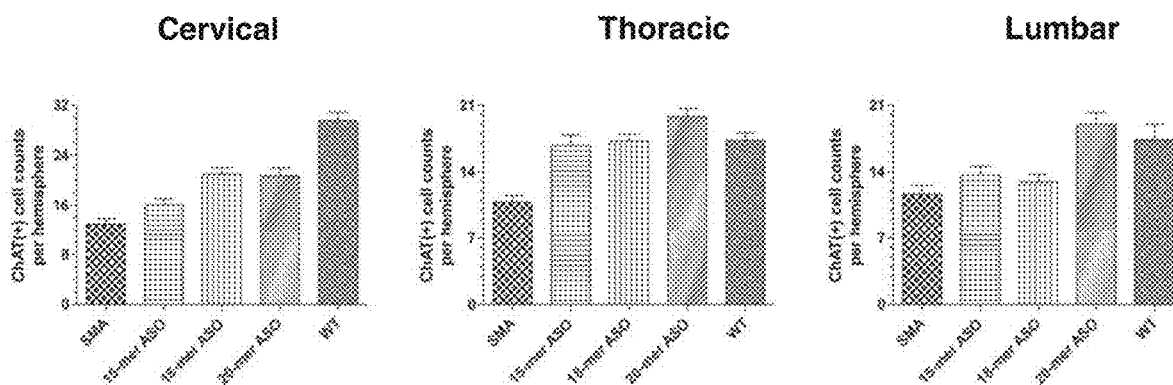 Cervical
ChAT(+) cell counts
per hemisphere
32
24
16
8
0
SMA
15-mer ASO
18-mer ASO
20-mer ASO
WT
Thoracic
ChAT(+) cell counts
per hemisphere
21
14
7
0
SMA
15-mer ASO
18-mer ASO
20-mer ASO
WT
Lumbar
ChAT(+) cell counts
per hemisphere
21
14
7
0
SMA
15-mer ASO
18-mer ASO
20-mer ASO
WT